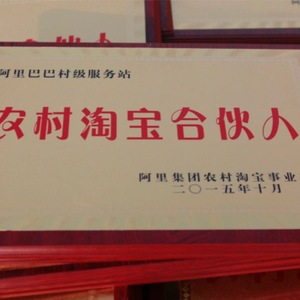 阿里巴巴村级服务站
农村淘宝合伙人
阿里集团农村淘宝事业
二〇一五年十月